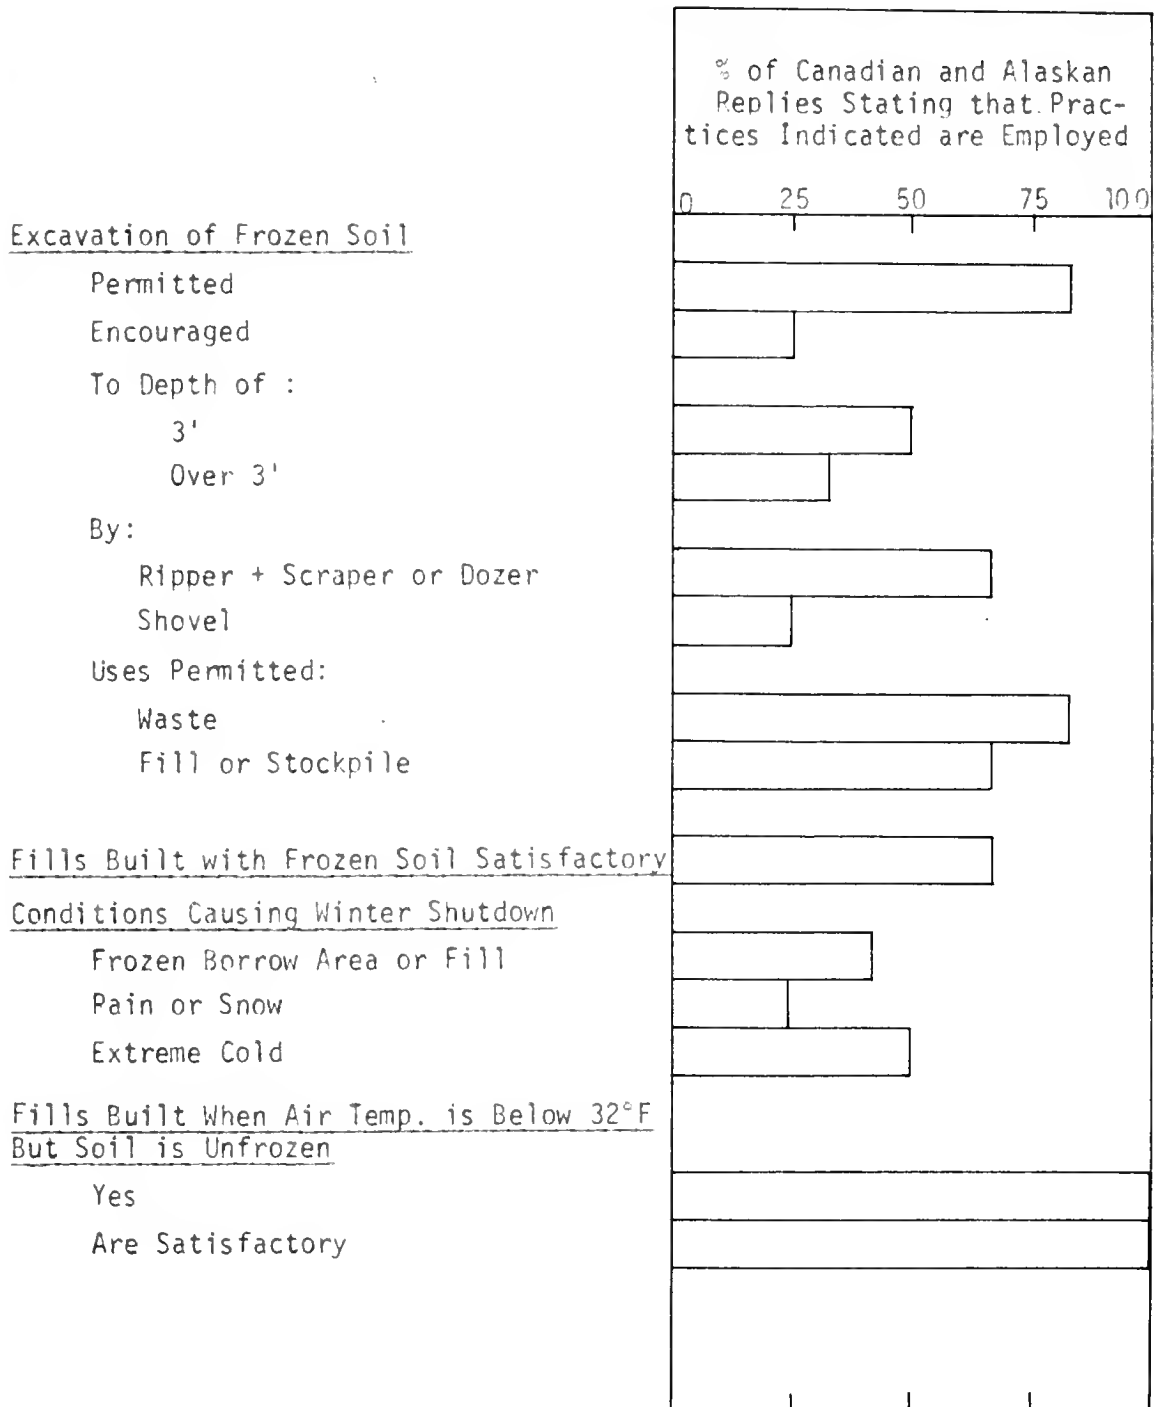 % of Canadian and Alaskan
Replies Stating that Prac-
tices Indicated are Employed
0 25 50 75 100
Excavation of Frozen Soil
Permitted
Encouraged
To Depth of :
3'
Over 3'
By:
Ripper + Scraper or Dozer
Shovel
Uses Permitted:
Waste
Fill or Stockpile
Fills Built with Frozen Soil Satisfactory
Conditions Causing Winter Shutdown
Frozen Borrow Area or Fill
Pain or Snow
Extreme Cold
Fills Built When Air Temp. is Below 32°F
But Soil is Unfrozen
Yes
Are Satisfactory